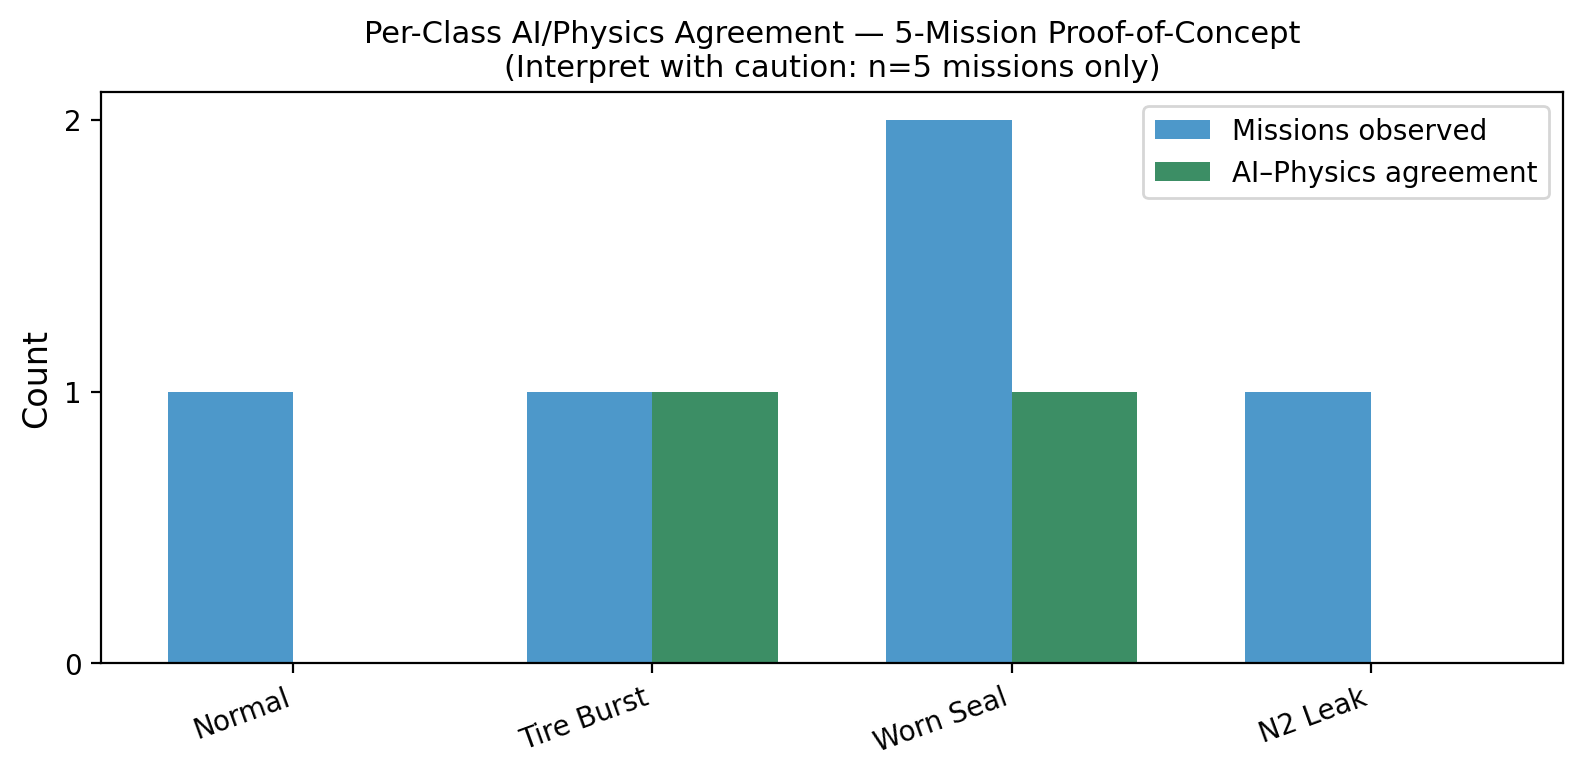 Per-Class AI/Physics Agreement — 5-Mission Proof-of-Concept
(Interpret with caution: n=5 missions only)
Missions observed
AI–Physics agreement
Count
2
1
0
Normal
Tire Burst
Worn Seal
N2 Leak